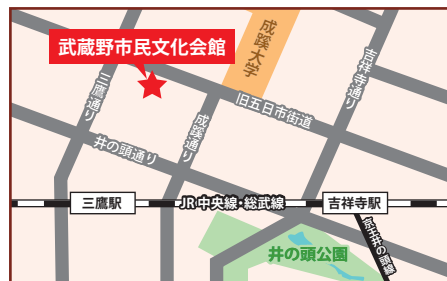 武蔵野市民文化会館
成蹊大学
吉祥寺通り
三鷹通り
成蹊通り
旧五日市街道
井の頭通り
三鷹駅
JR中央線・総武線
吉祥寺駅
京王井の頭線
井の頭公園